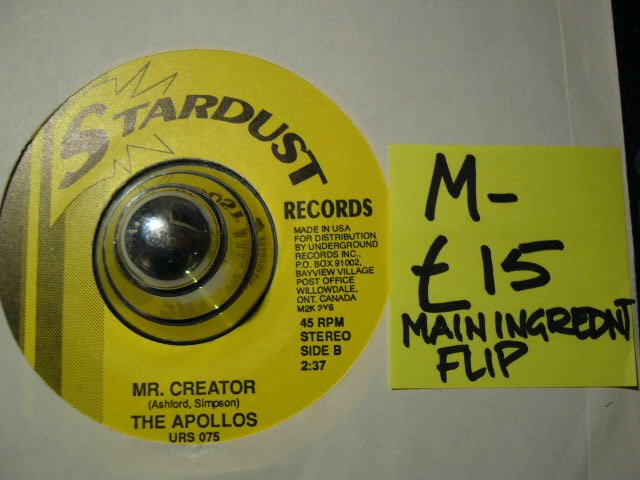 STARDUST
RECORDS
MADE IN USA
FOR DISTRIBUTION
BY UNDERGROUND
RECORDS INC.,
P.O. BOX 91002,
BAYVIEW VILLAGE
POST OFFICE
WILLOWDALE,
ONT. CANADA
M2K 2Y6
45 RPM
STEREO
SIDE B
2:37
MR. CREATOR
(Ashford, Simpson)
THE APOLLOS
URS 075
M-
£15
MAIN INGREDNT
FLIP